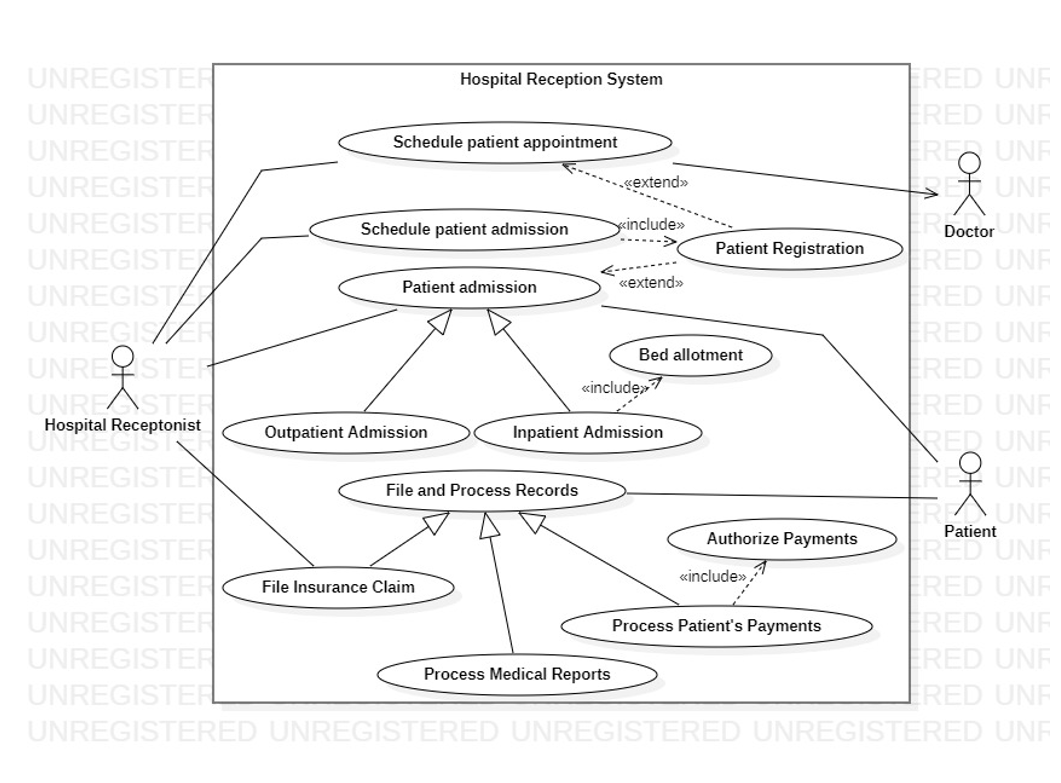 Hospital Reception System
Schedule patient appointment
«extend»
Doctor
Schedule patient admission
«include»
Patient Registration
«extend»
Patient admission
Bed allotment
«include»
Hospital Receptonist
Outpatient Admission
Inpatient Admission
File and Process Records
Patient
Authorize Payments
«include»
File Insurance Claim
Process Patient's Payments
Process Medical Reports
UNREGISTERED UNREGISTERED UNREGISTERED UNREGISTERED UNR